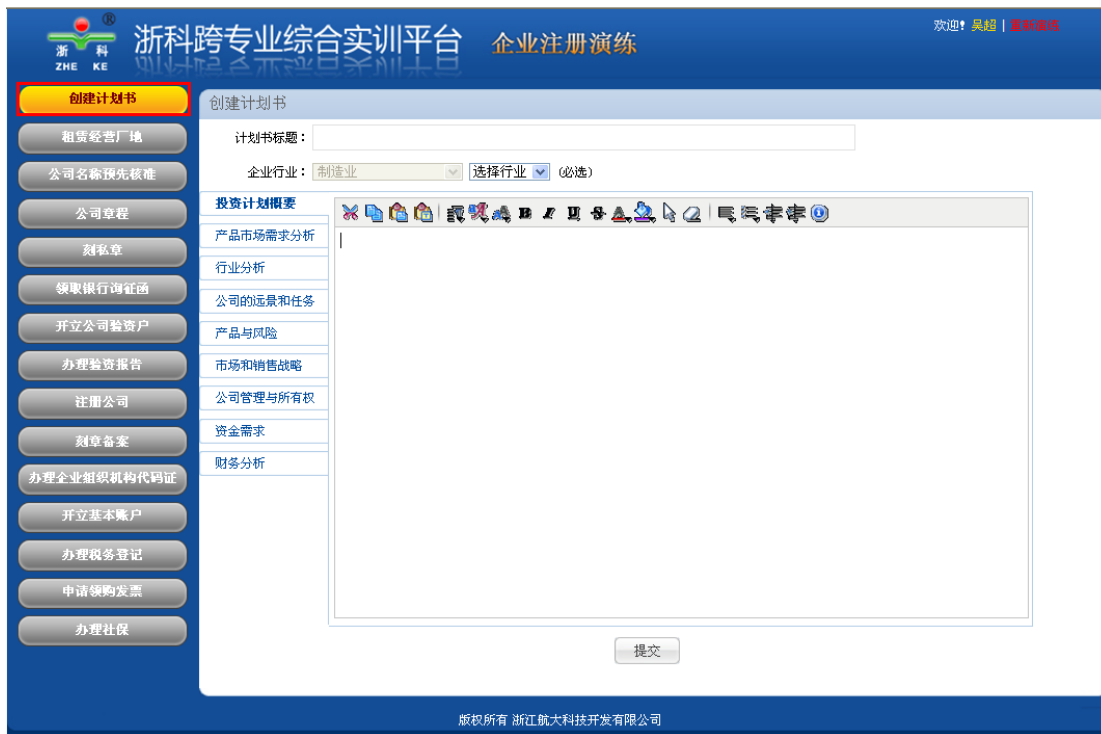 浙科
ZHE KE
®
浙科跨专业综合实训平台 企业注册演练
欢迎! 吴超 |
创建计划书
租赁经营厂地
公司名称预先核准
公司章程
刻私章
领取银行询征函
开立公司验资户
办理验资报告
注册公司
刻章备案
办理企业组织机构代码证
开立基本账户
办理税务登记
申请领购发票
办理社保
创建计划书
计划书标题：
企业行业： 制造业 选择行业 (必选)
投资计划概要
产品市场需求分析
行业分析
公司的远景和任务
产品与风险
市场和销售战略
公司管理与所有权
资金需求
财务分析
提交
版权所有 浙江航大科技开发有限公司